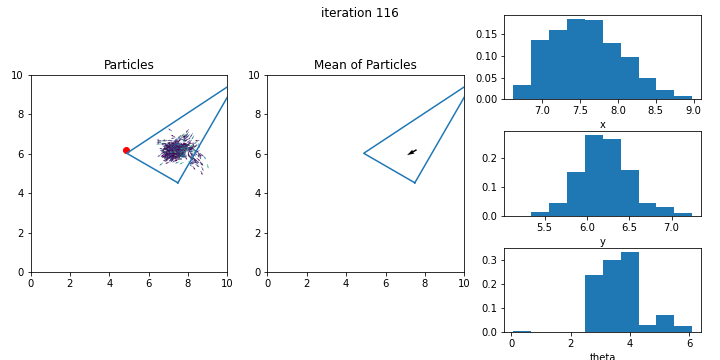 iteration 116
Particles
10
8
6
4
2
0
0 2 4 6 8 10
Mean of Particles
10
8
6
4
2
0
0 2 4 6 8 10
0.15
0.10
0.05
0.00
7.0 7.5 8.0 8.5 9.0
x
0.2
0.1
0.0
5.5 6.0 6.5 7.0
y
0.3
0.2
0.1
0.0
0 2 4 6
theta